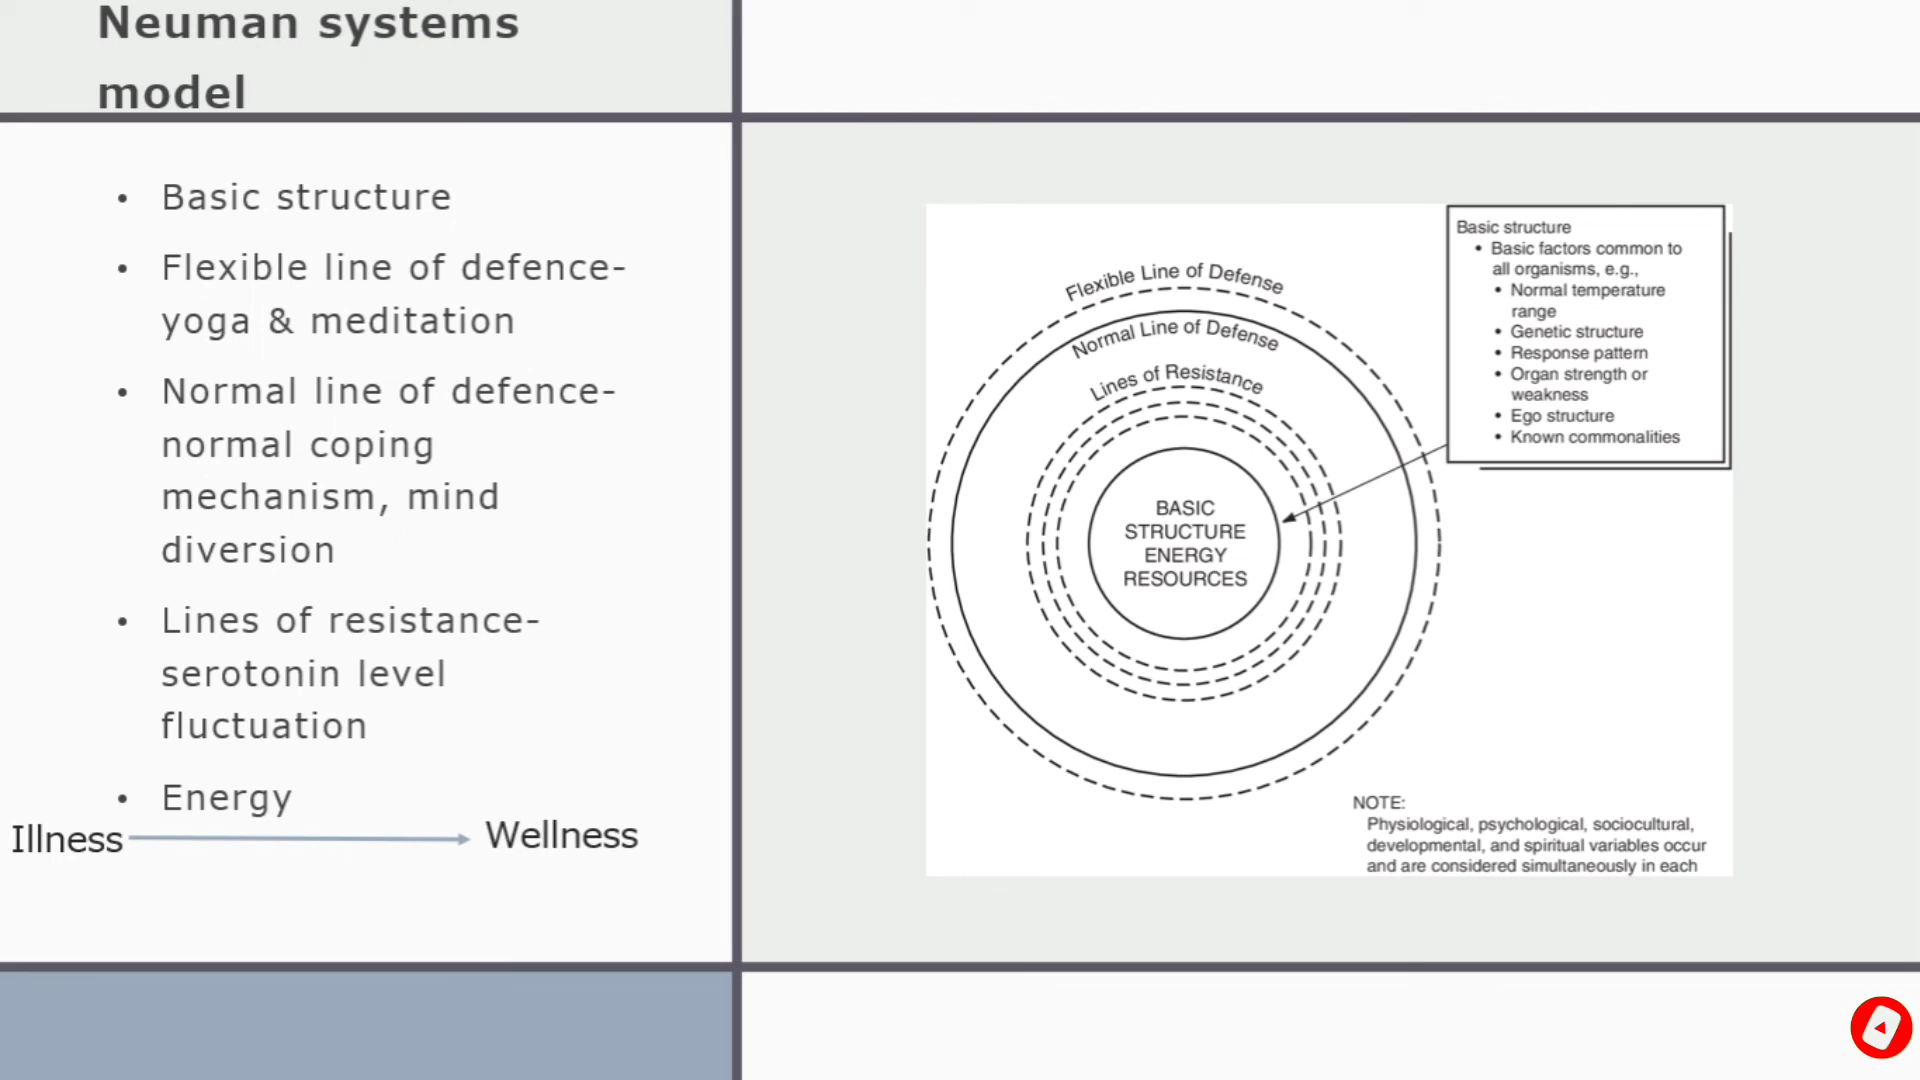 Neuman systems
model
• Basic structure
• Flexible line of defence-
yoga & meditation
• Normal line of defence-
normal coping
mechanism, mind
diversion
• Lines of resistance-
serotonin level
fluctuation
• Energy
Illness
Wellness
Flexible Line of Defense
Normal Line of Defense
Lines of Resistance
BASIC
STRUCTURE
ENERGY
RESOURCES
Basic structure
• Basic factors common to
all organisms, e.g.,
• Normal temperature
range
• Genetic structure
• Response pattern
• Organ strength or
weakness
• Ego structure
• Known commonalities
NOTE:
Physiological, psychological, sociocultural,
developmental, and spiritual variables occur
and are considered simultaneously in each